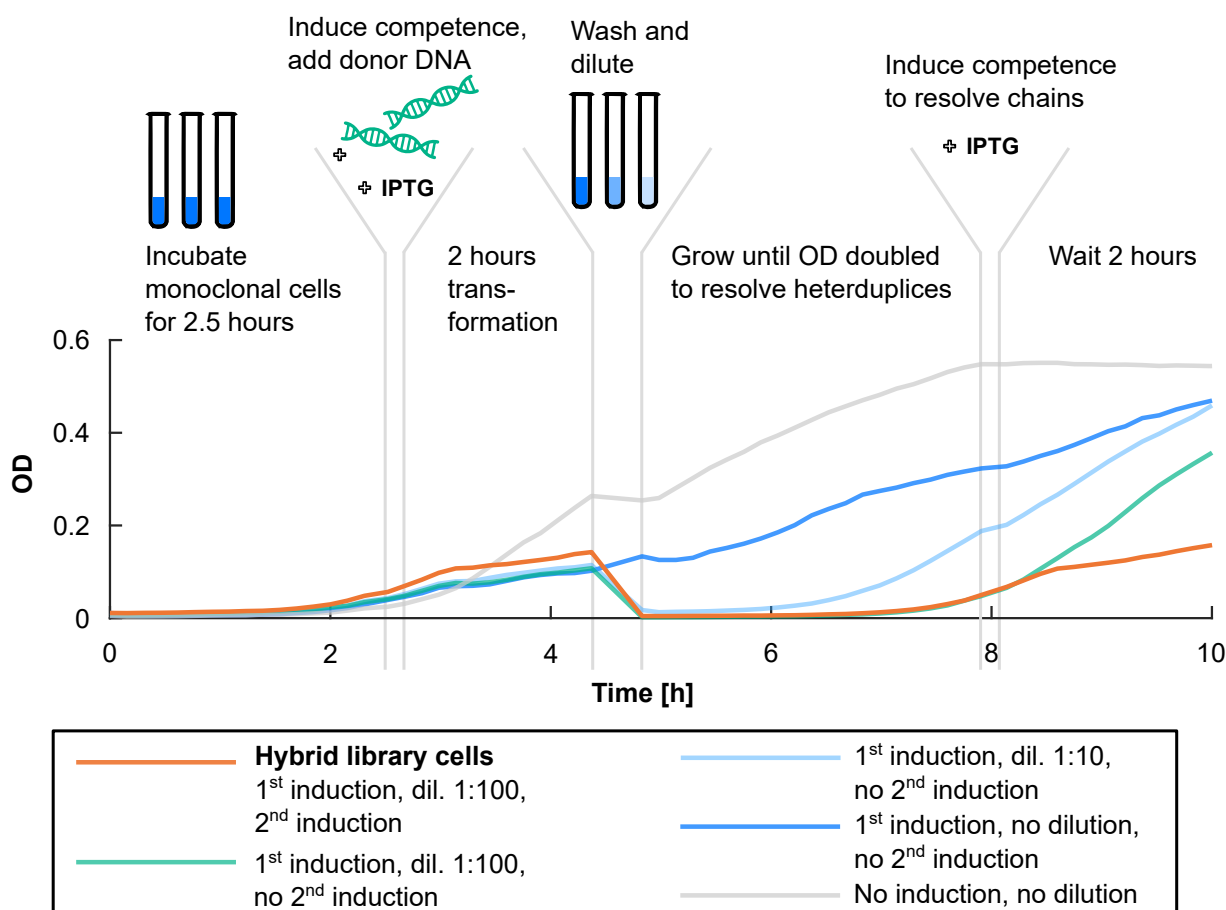 Induce competence,
add donor DNA
+
+ IPTG
Wash and
dilute
Induce competence
to resolve chains
+ IPTG
Incubate
monoclonal cells
for 2.5 hours
2 hours
trans-
formation
Grow until OD doubled
to resolve heterduplices
Wait 2 hours
0.6
0.4
0.2
0
OD
0
2
4
6
8
10
Time [h]
Hybrid library cells
1st induction, dil. 1:100,
2nd induction
1st induction, dil. 1:100,
no 2nd induction
1st induction, dil. 1:10,
no 2nd induction
1st induction, no dilution,
no 2nd induction
No induction, no dilution